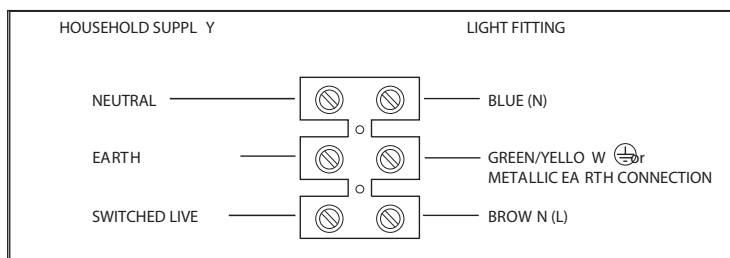 HOUSEHOLD SUPPL Y
LIGHT FITTING
NEUTRAL
BLUE (N)
EARTH
GREEN/YELLO W or
METALLIC EA RTH CONNECTION
SWITCHED LIVE
BROW N (L)